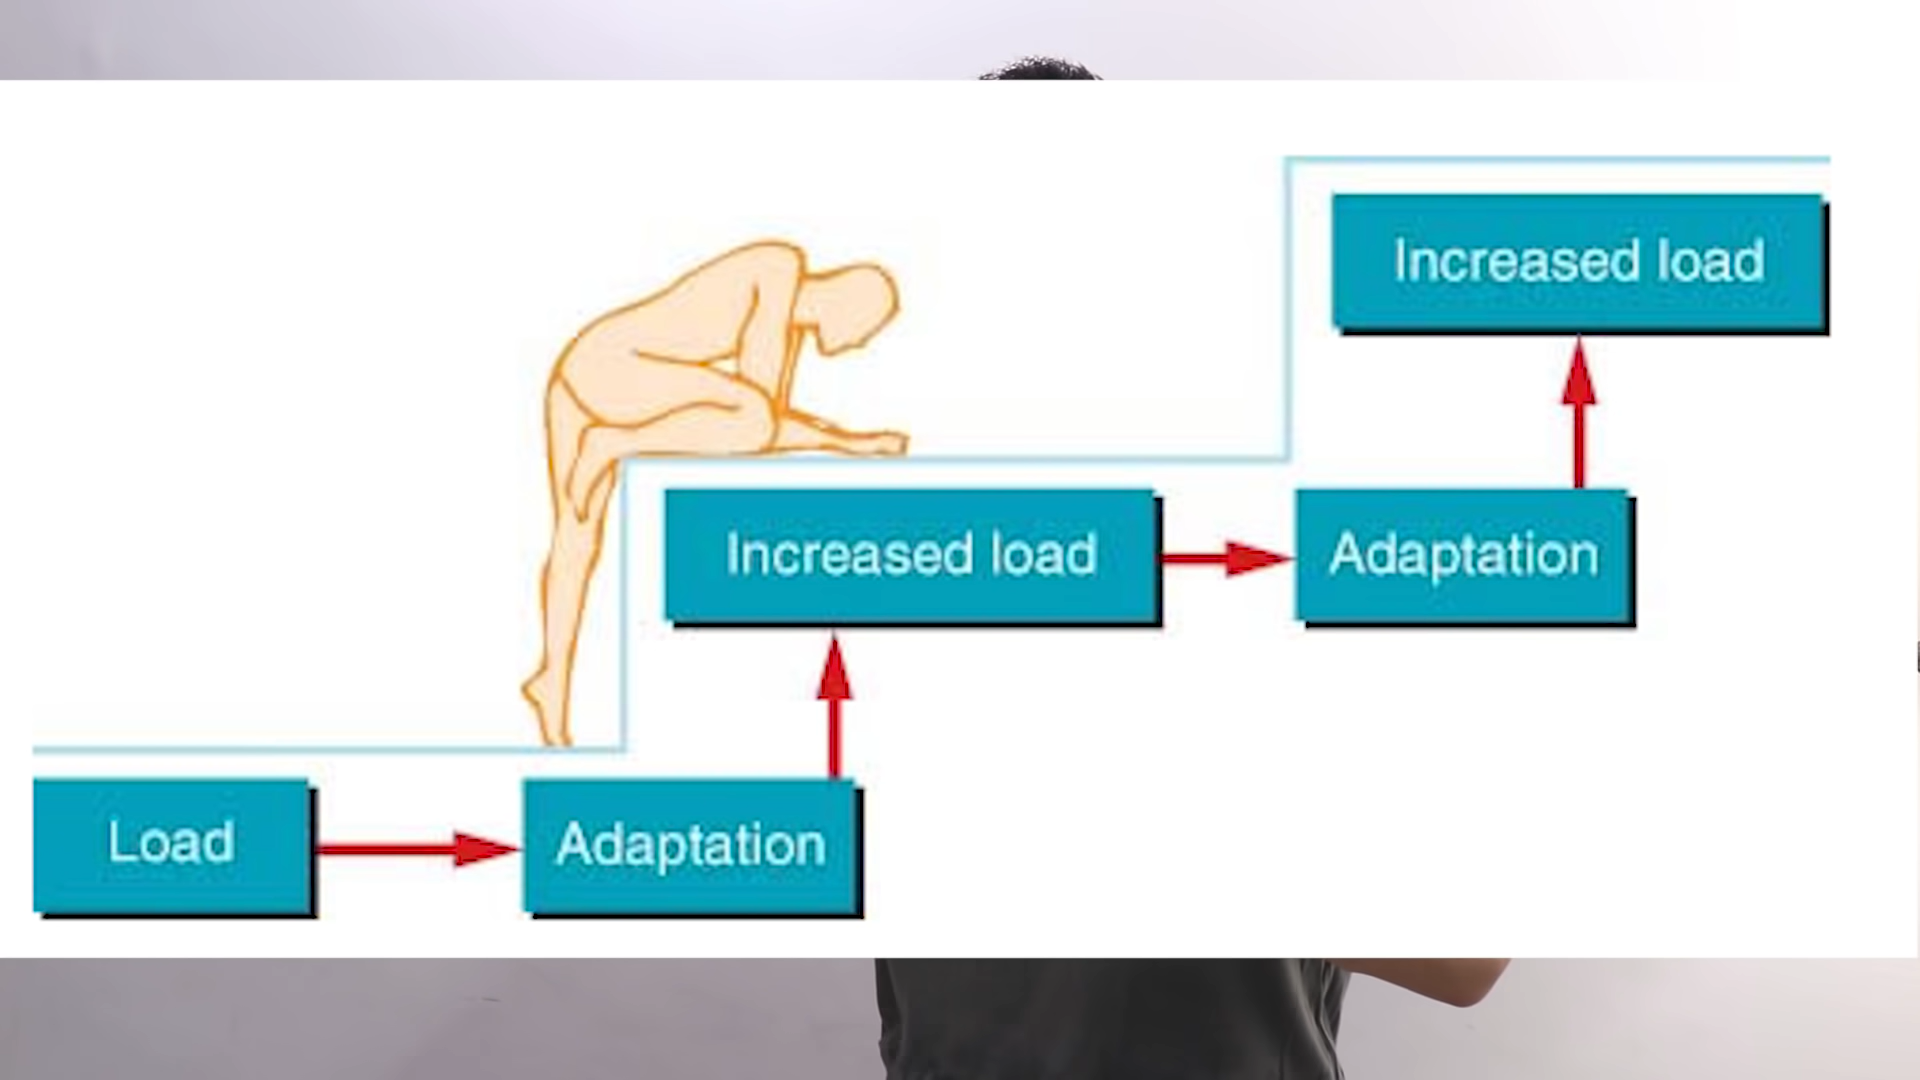 Increased load
Increased load
Adaptation
Load
Adaptation